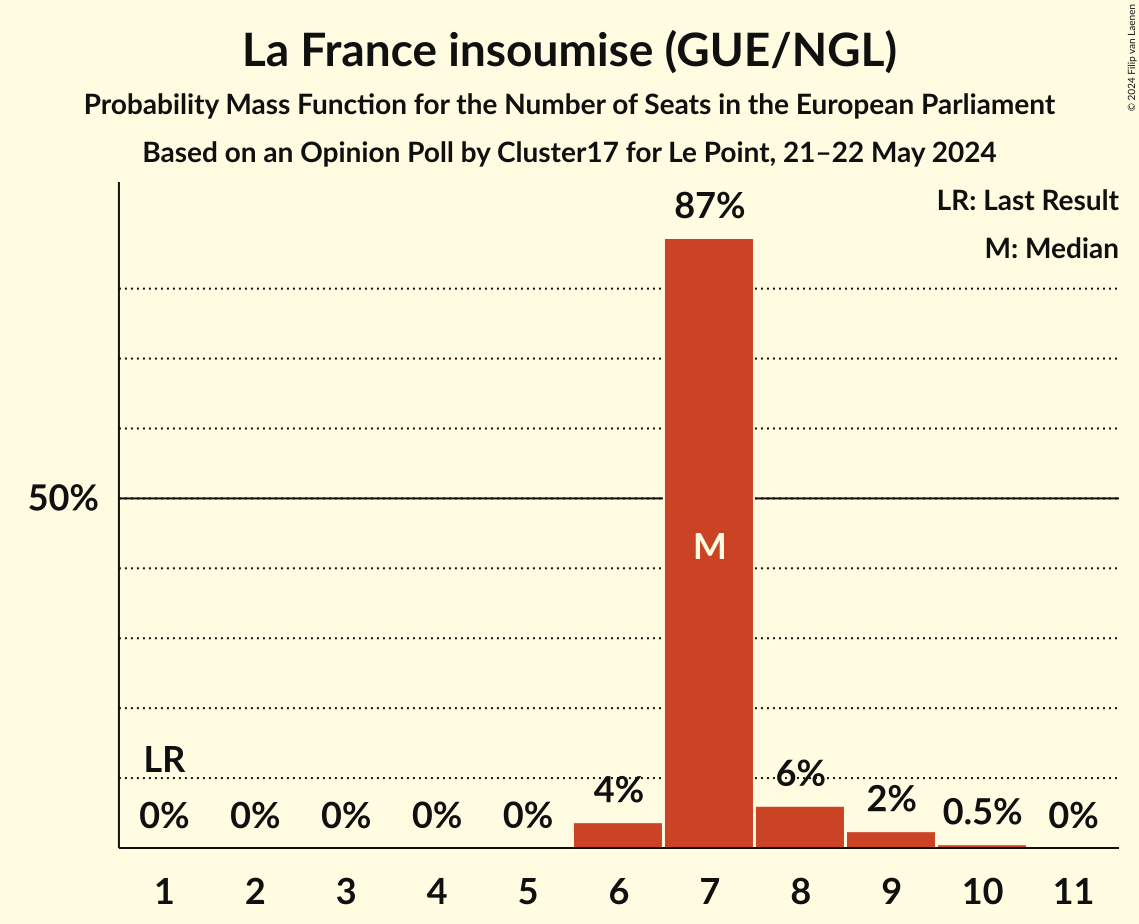 La France insoumise (GUE/NGL)
Probability Mass Function for the Number of Seats in the European Parliament
Based on an Opinion Poll by Cluster17 for Le Point, 21–22 May 2024
© 2024 Filip van Laenen
LR: Last Result
M: Median
87%
50%
M
LR
0% 0% 0% 0% 0% 4% 6% 2% 0.5% 0%
1 2 3 4 5 6 7 8 9 10 11